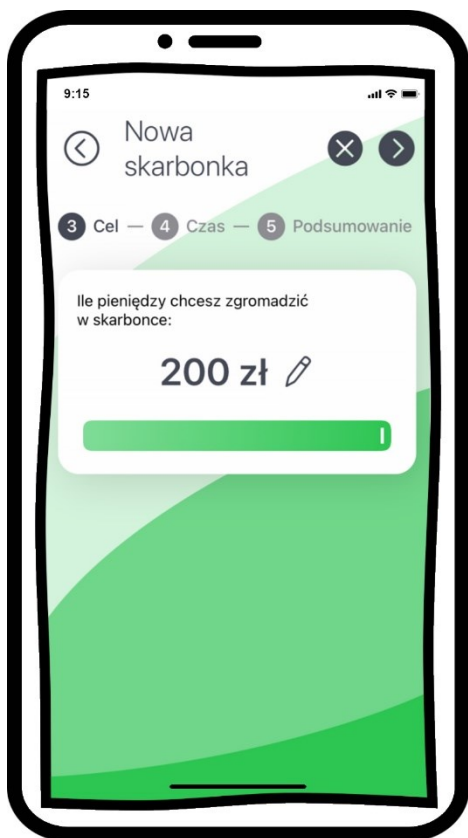 9:15
Nowa
skarbonka
3 Cel — 4 Czas — 5 Podsumowanie
Ile pieniędzy chcesz zgromadzić
w skarbonce:
200 zł